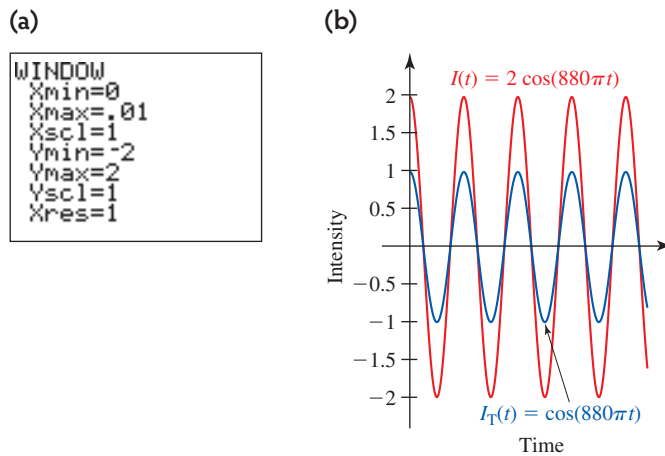 (a)
WINDOW
Xmin=0
Xmax=.01
Xscl=1
Ymin=-2
Ymax=2
Yscl=1
Xres=1
(b)
I(t) = 2 cos(880πt)
2
1.5
1
0.5
−0.5
−1
−1.5
−2
Intensity
I_T(t) = cos(880πt)
Time